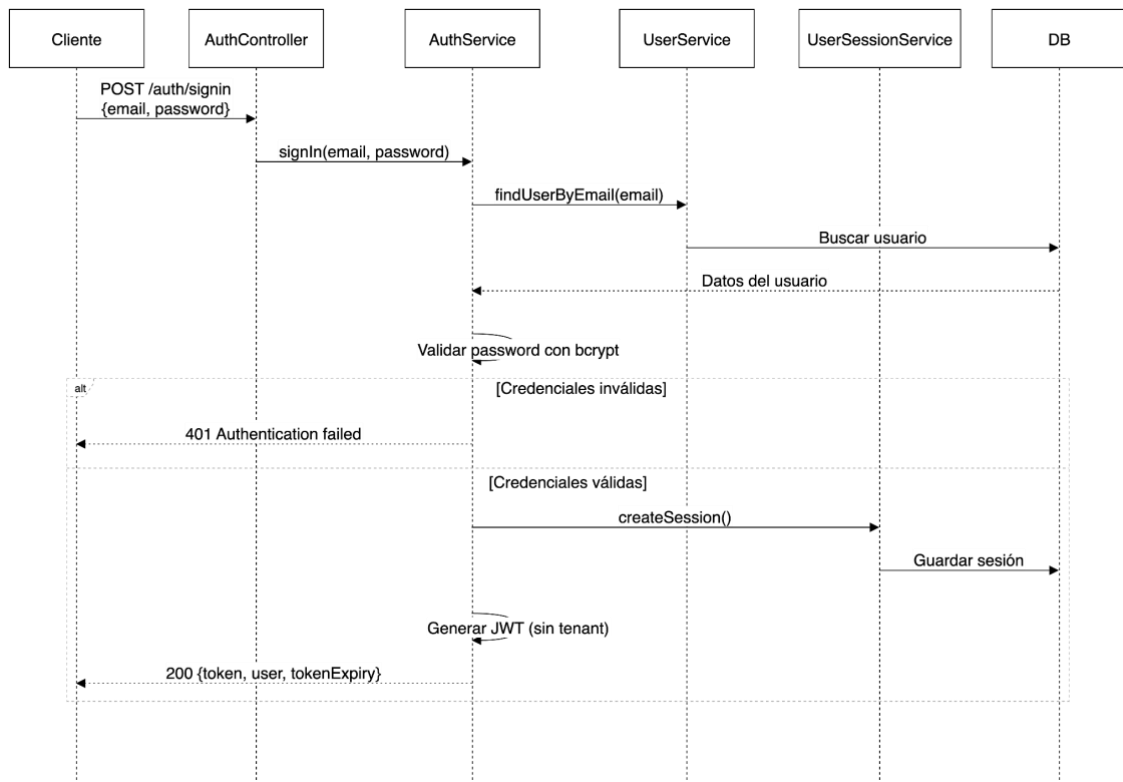 Cliente
AuthController
AuthService
UserService
UserSessionService
DB
POST /auth/signin
{email, password}
signIn(email, password)
findUserByEmail(email)
Buscar usuario
Datos del usuario
Validar password con bcrypt
alt
[Credenciales inválidas]
401 Authentication failed
[Credenciales válidas]
createSession()
Guardar sesión
Generar JWT (sin tenant)
200 {token, user, tokenExpiry}